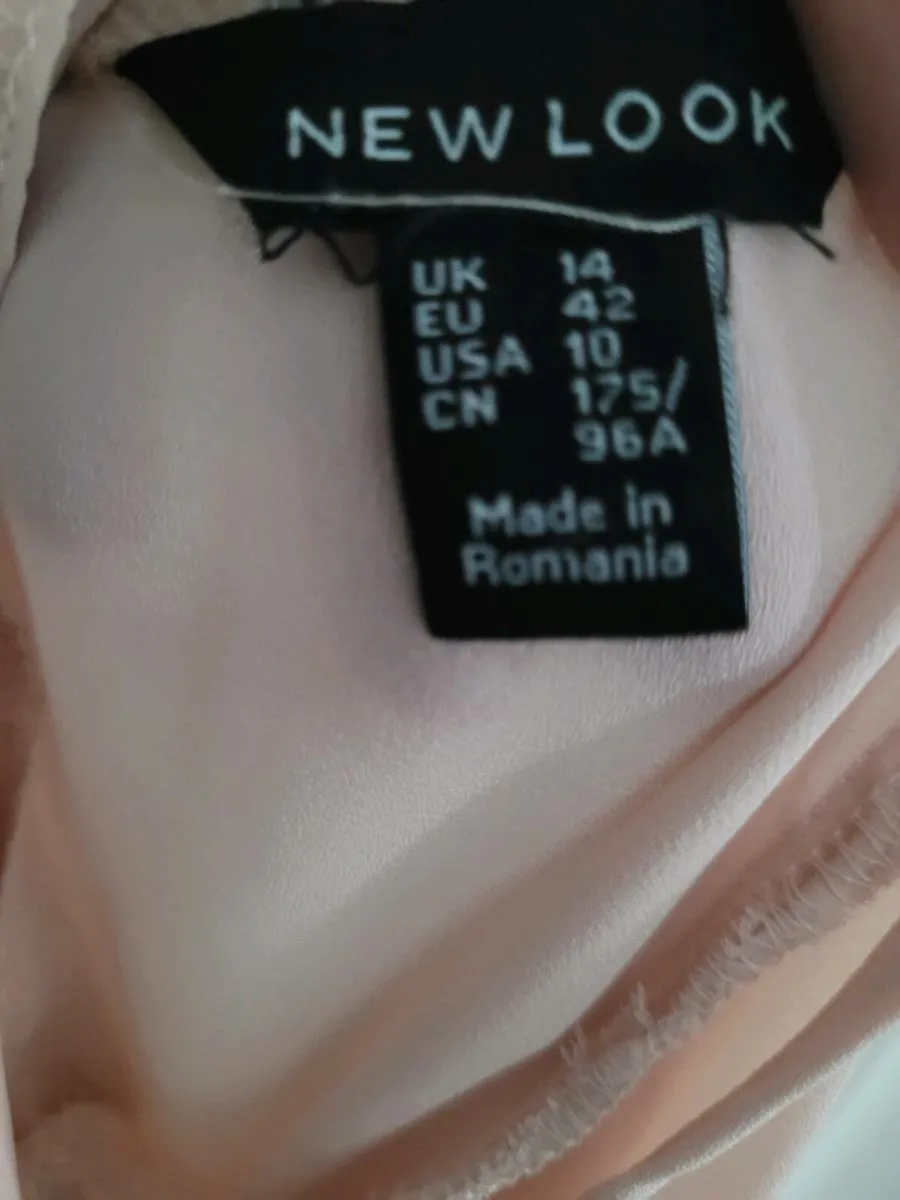 NEW LOOK
UK 14
EU 42
USA 10
CN 175/
96A
Made in
Romania